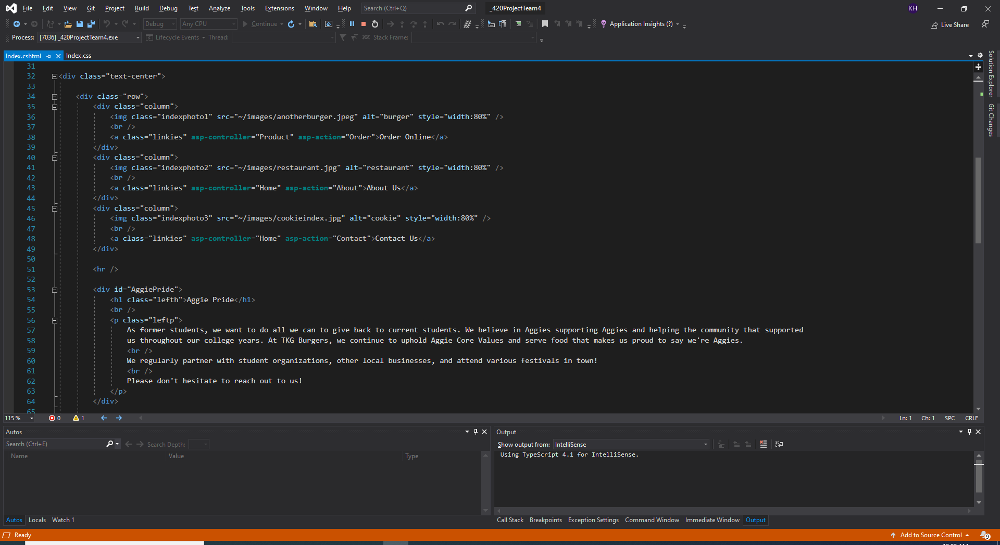 File Edit View Git Project Build Debug Test Analyze Tools Extensions Window Help Search (Ctrl+Q) _420ProjectTeam4 KH
Debug Any CPU Continue Application Insights (?) Live Share
Process: [7036] _420ProjectTeam4.exe Lifecycle Events Thread: Stack Frame:
Index.cshtml Index.css
Solution Explorer
Git Changes
31
32 <div class="text-center">
33
34 <div class="row">
35 <div class="column">
36 <img class="indexphoto1" src="~/images/anotherburger.jpeg" alt="burger" style="width:80%" />
37 <br />
38 <a class="linkies" asp-controller="Product" asp-action="Order">Order Online</a>
39 </div>
40 <div class="column">
41 <img class="indexphoto2" src="~/images/restaurant.jpg" alt="restaurant" style="width:80%" />
42 <br />
43 <a class="linkies" asp-controller="Home" asp-action="About">About Us</a>
44 </div>
45 <div class="column">
46 <img class="indexphoto3" src="~/images/cookieindex.jpg" alt="cookie" style="width:80%" />
47 <br />
48 <a class="linkies" asp-controller="Home" asp-action="Contact">Contact Us</a>
49 </div>
50
51 <hr />
52
53 <div id="AggiePride">
54 <h1 class="lefth">Aggie Pride</h1>
55 <br />
56 <p class="leftp">
57 As former students, we want to do all we can to give back to current students. We believe in Aggies supporting Aggies and helping the community that supported
58 us throughout our college years. At TKG Burgers, we continue to uphold Aggie Core Values and serve food that makes us proud to say we're Aggies.
59 <br />
60 We regularly partner with student organizations, other local businesses, and attend various festivals in town!
61 <br />
62 Please don't hesitate to reach out to us!
63 </p>
64 </div>
65
115 % 0 1 Ln: 1 Ch: 1 SPC CRLF
Autos
Search (Ctrl+E) Search Depth:
Name Value Type
Autos Locals Watch 1
Output
Show output from: IntelliSense
Using TypeScript 4.1 for IntelliSense.
Call Stack Breakpoints Exception Settings Command Window Immediate Window Output
Ready Add to Source Control 9